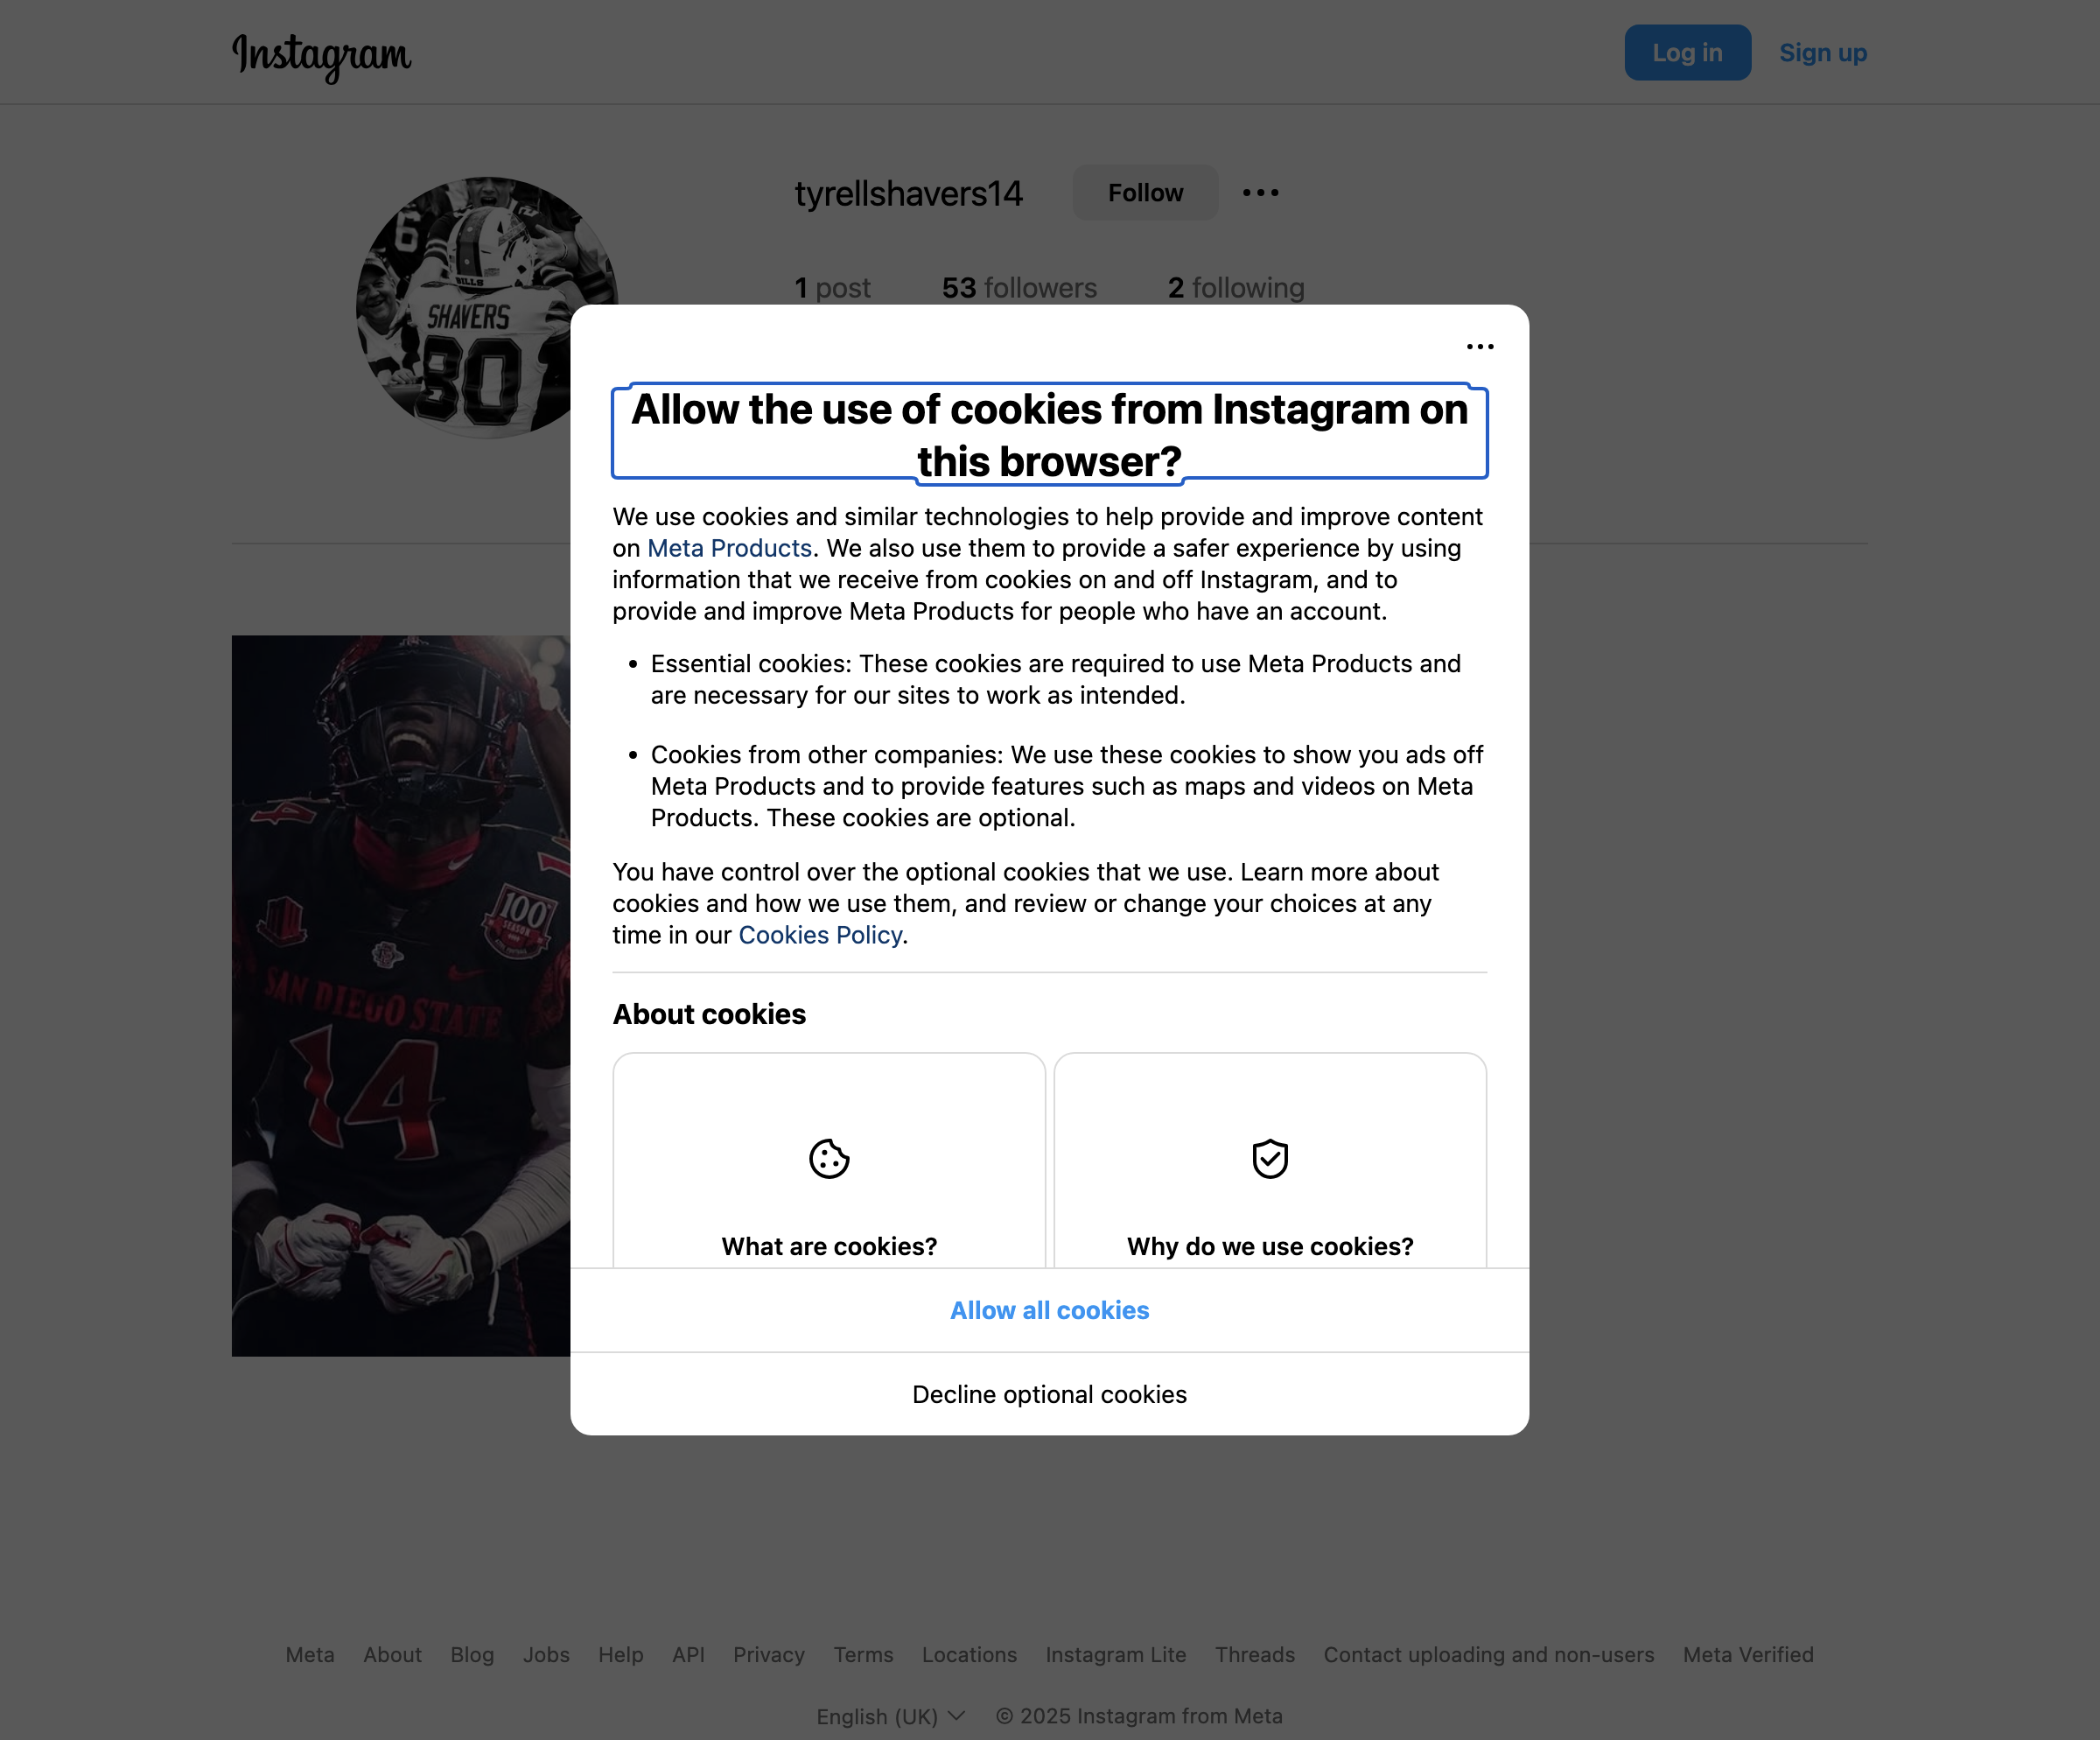 Instagram
Log in
Sign up
tyrellshavers14
Follow
1 post
53 followers
2 following
6
2
BILLS
SHAVERS
80
Allow the use of cookies from Instagram on
this browser?
We use cookies and similar technologies to help provide and improve content
on Meta Products. We also use them to provide a safer experience by using
information that we receive from cookies on and off Instagram, and to
provide and improve Meta Products for people who have an account.
• Essential cookies: These cookies are required to use Meta Products and
are necessary for our sites to work as intended.
• Cookies from other companies: We use these cookies to show you ads off
Meta Products and to provide features such as maps and videos on Meta
Products. These cookies are optional.
You have control over the optional cookies that we use. Learn more about
cookies and how we use them, and review or change your choices at any
time in our Cookies Policy.
About cookies
What are cookies?
Why do we use cookies?
Allow all cookies
Decline optional cookies
4
1
100
SEASON
SAN DIEGO STATE
14
Meta
About
Blog
Jobs
Help
API
Privacy
Terms
Locations
Instagram Lite
Threads
Contact uploading and non-users
Meta Verified
English (UK)
© 2025 Instagram from Meta